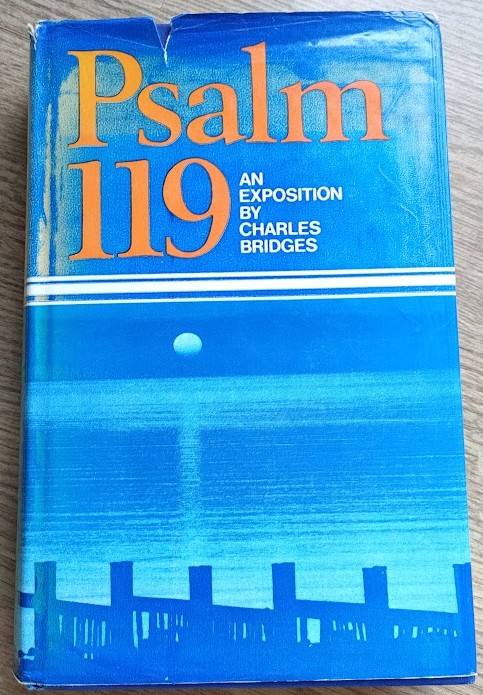 Psalm
119
AN
EXPOSITION
BY
CHARLES
BRIDGES